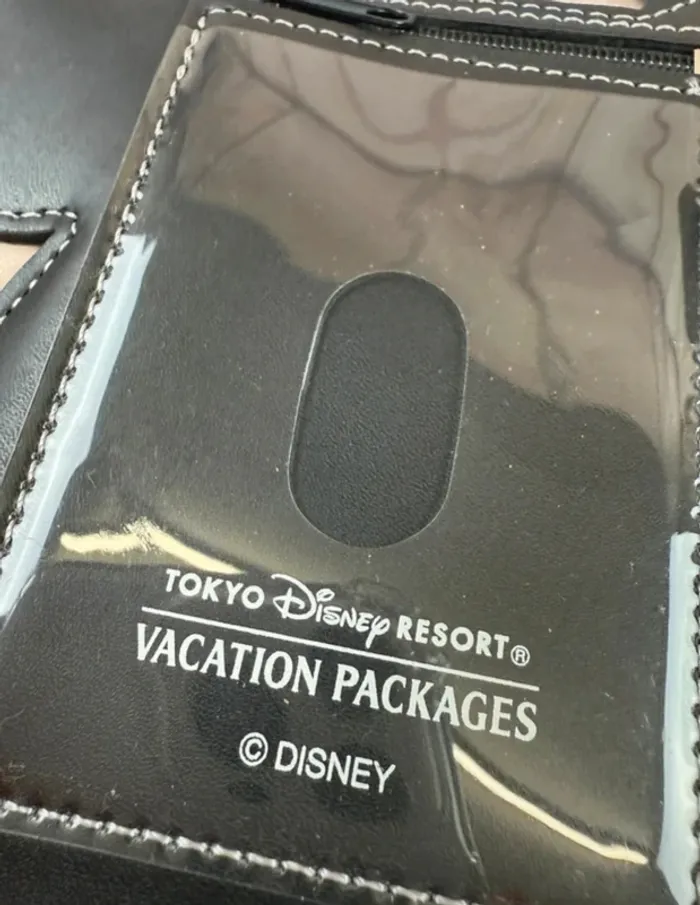 TOKYO Disney RESORT®
VACATION PACKAGES
© DISNEY